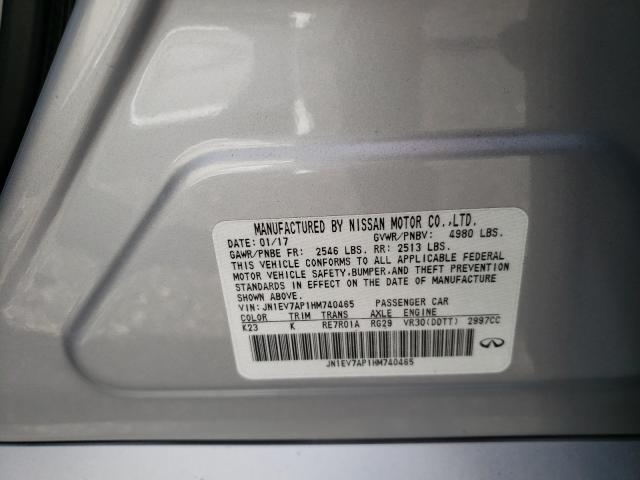 MANUFACTURED BY NISSAN MOTOR CO.,LTD.
DATE: 01/17 GVWR/PNBV: 4980 LBS.
GAWR/PNBE FR: 2546 LBS. RR: 2513 LBS.
THIS VEHICLE CONFORMS TO ALL APPLICABLE FEDERAL
MOTOR VEHICLE SAFETY, BUMPER, AND THEFT PREVENTION
STANDARDS IN EFFECT ON THE DATE OF MANUFACTURE
SHOWN ABOVE.
VIN: JN1EV7AP1HM740465 PASSENGER CAR
COLOR TRIM TRANS AXLE ENGINE
K23 K RE7R01A RG29 VR30(DDTT) 2997CC
JN1EV7AP1HM740465